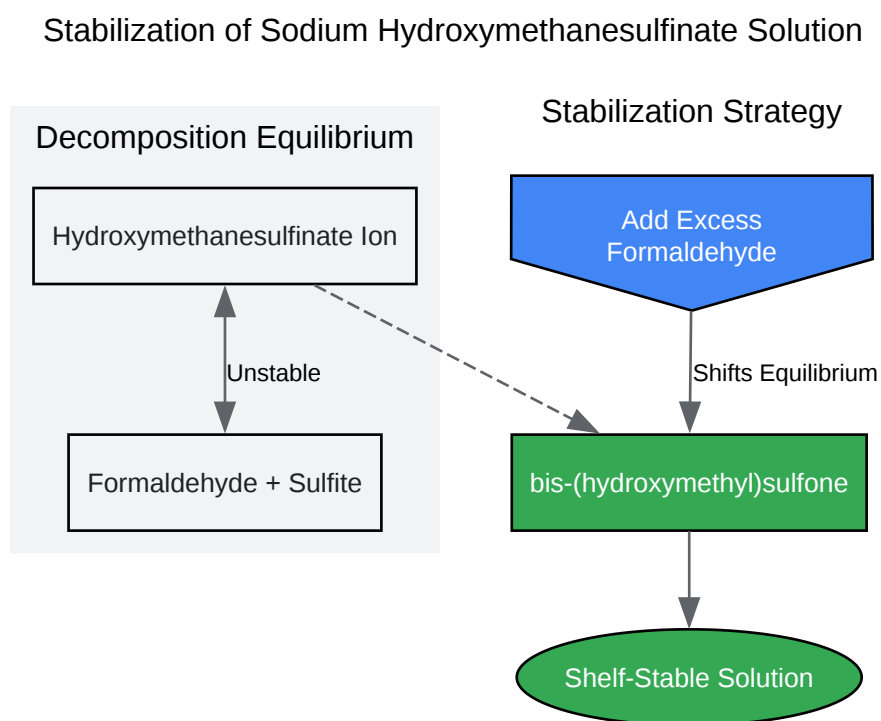 Stabilization of Sodium Hydroxymethanesulfinate Solution
Decomposition Equilibrium
Hydroxymethanesulfinate Ion
Unstable
Formaldehyde + Sulfite
Stabilization Strategy
Add Excess
Formaldehyde
Shifts Equilibrium
bis-(hydroxymethyl)sulfone
Shelf-Stable Solution